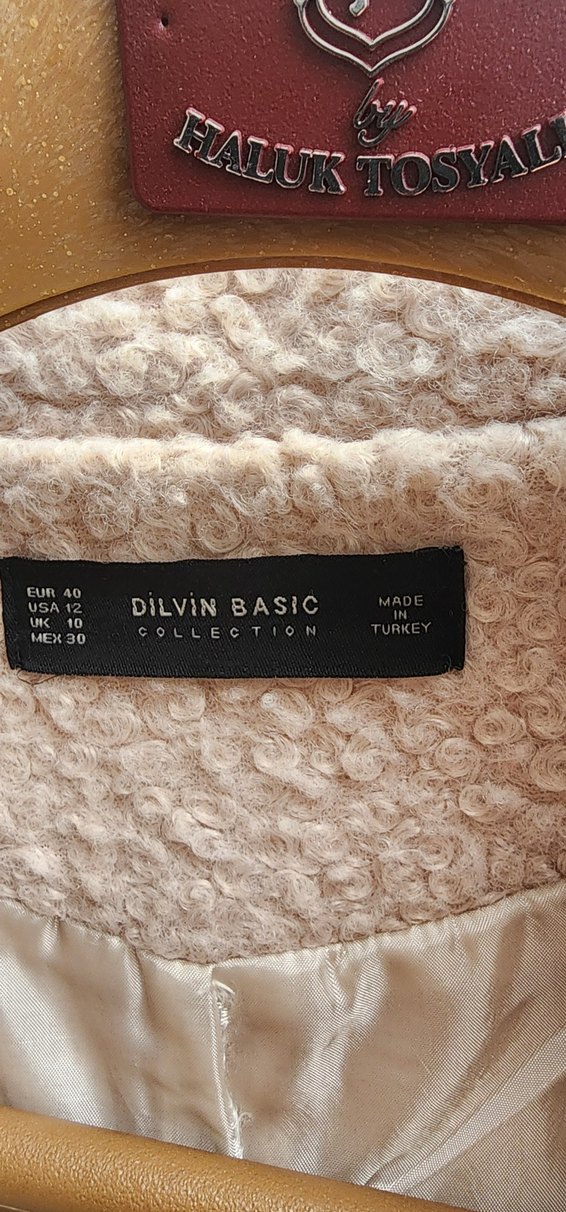 by
HALUK TOSYALI
EUR 40
USA 12
UK 10
MEX 30
DİLVİN BASIC
COLLECTION
MADE
IN
TURKEY